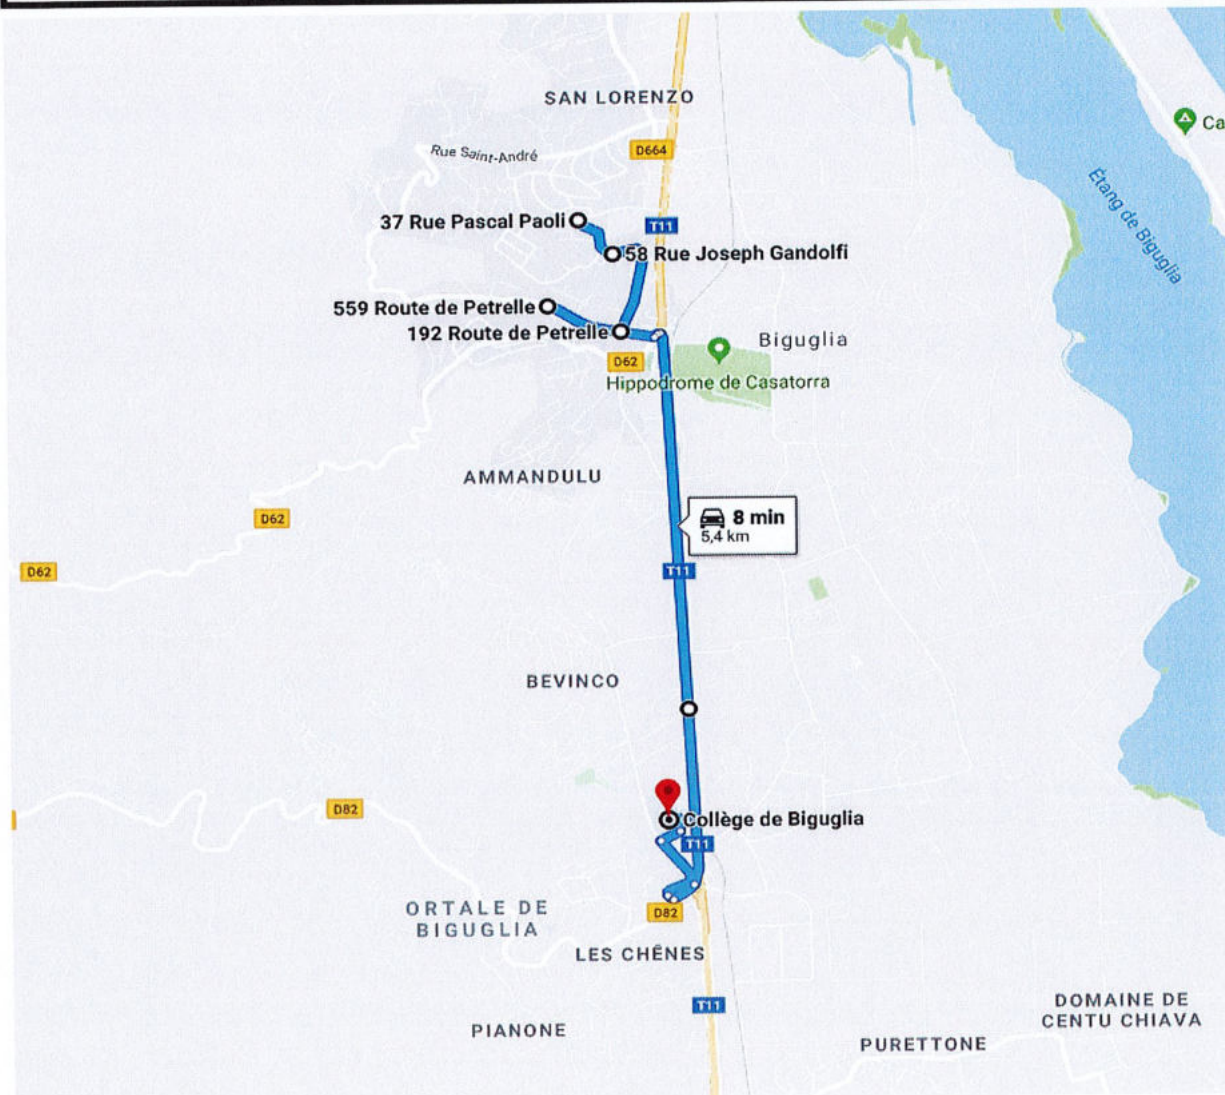 SAN LORENZO
Rue Saint-André
D664
Ca
37 Rue Pascal Paoli
T11
58 Rue Joseph Gandolfi
Étang de Biguglia
559 Route de Petrelle
192 Route de Petrelle
Biguglia
D62
Hippodrome de Casatorra
AMMANDULU
D62
8 min
5,4 km
D62
T11
BEVINCO
D82
Collège de Biguglia
T11
ORTALE DE
BIGUGLIA
D82
LES CHÊNES
T11
DOMAINE DE
CENTU CHIAVA
PIANONE
PURETTONE